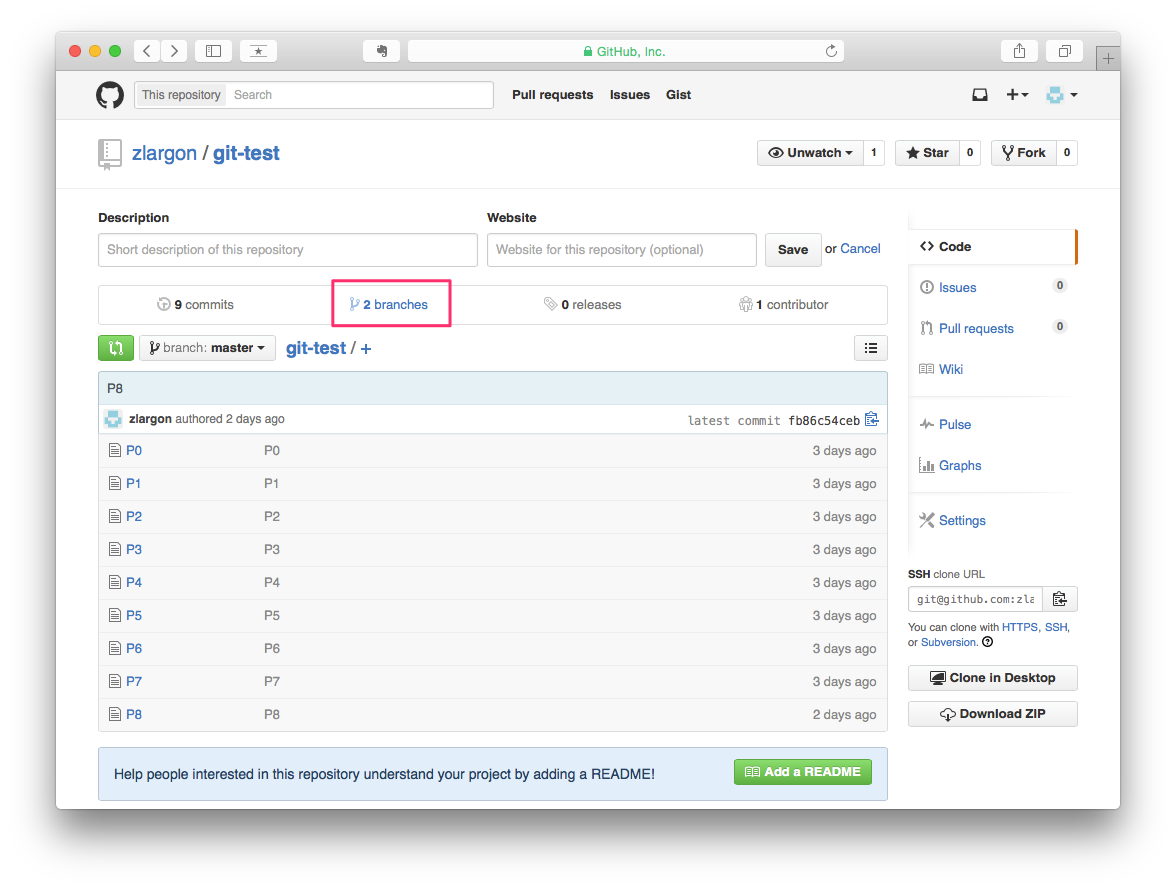 GitHub, Inc.
This repository Search Pull requests Issues Gist
zlargon / git-test Unwatch 1 Star 0 Fork 0
Description Website
Short description of this repository Website for this repository (optional) Save or Cancel
9 commits 2 branches 0 releases 1 contributor
branch: master git-test / +
P8
zlargon authored 2 days ago latest commit fb86c54ceb
P0 P0 3 days ago
P1 P1 3 days ago
P2 P2 3 days ago
P3 P3 3 days ago
P4 P4 3 days ago
P5 P5 3 days ago
P6 P6 3 days ago
P7 P7 3 days ago
P8 P8 2 days ago
Help people interested in this repository understand your project by adding a README! Add a README
Code
Issues 0
Pull requests 0
Wiki
Pulse
Graphs
Settings
SSH clone URL
git@github.com:zla
You can clone with HTTPS, SSH,
or Subversion.
Clone in Desktop
Download ZIP